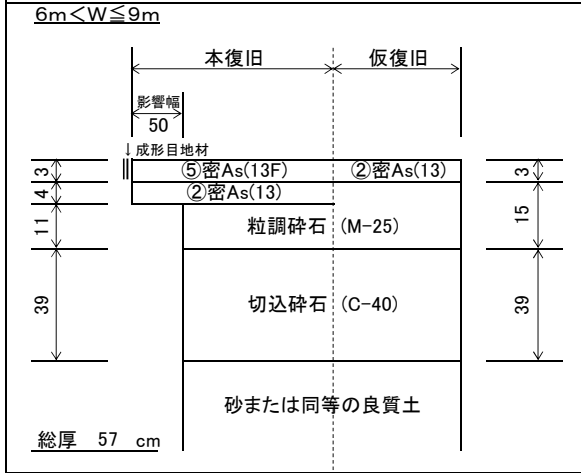 6m＜W≦9m
本復旧 仮復旧
影響幅
50
↓成形目地材
3 ⑤密As(13F) ②密As(13) 3
4 ②密As(13)
11 粒調砕石 (M-25) 15
39 切込砕石 (C-40) 39
砂または同等の良質土
総厚 57 cm